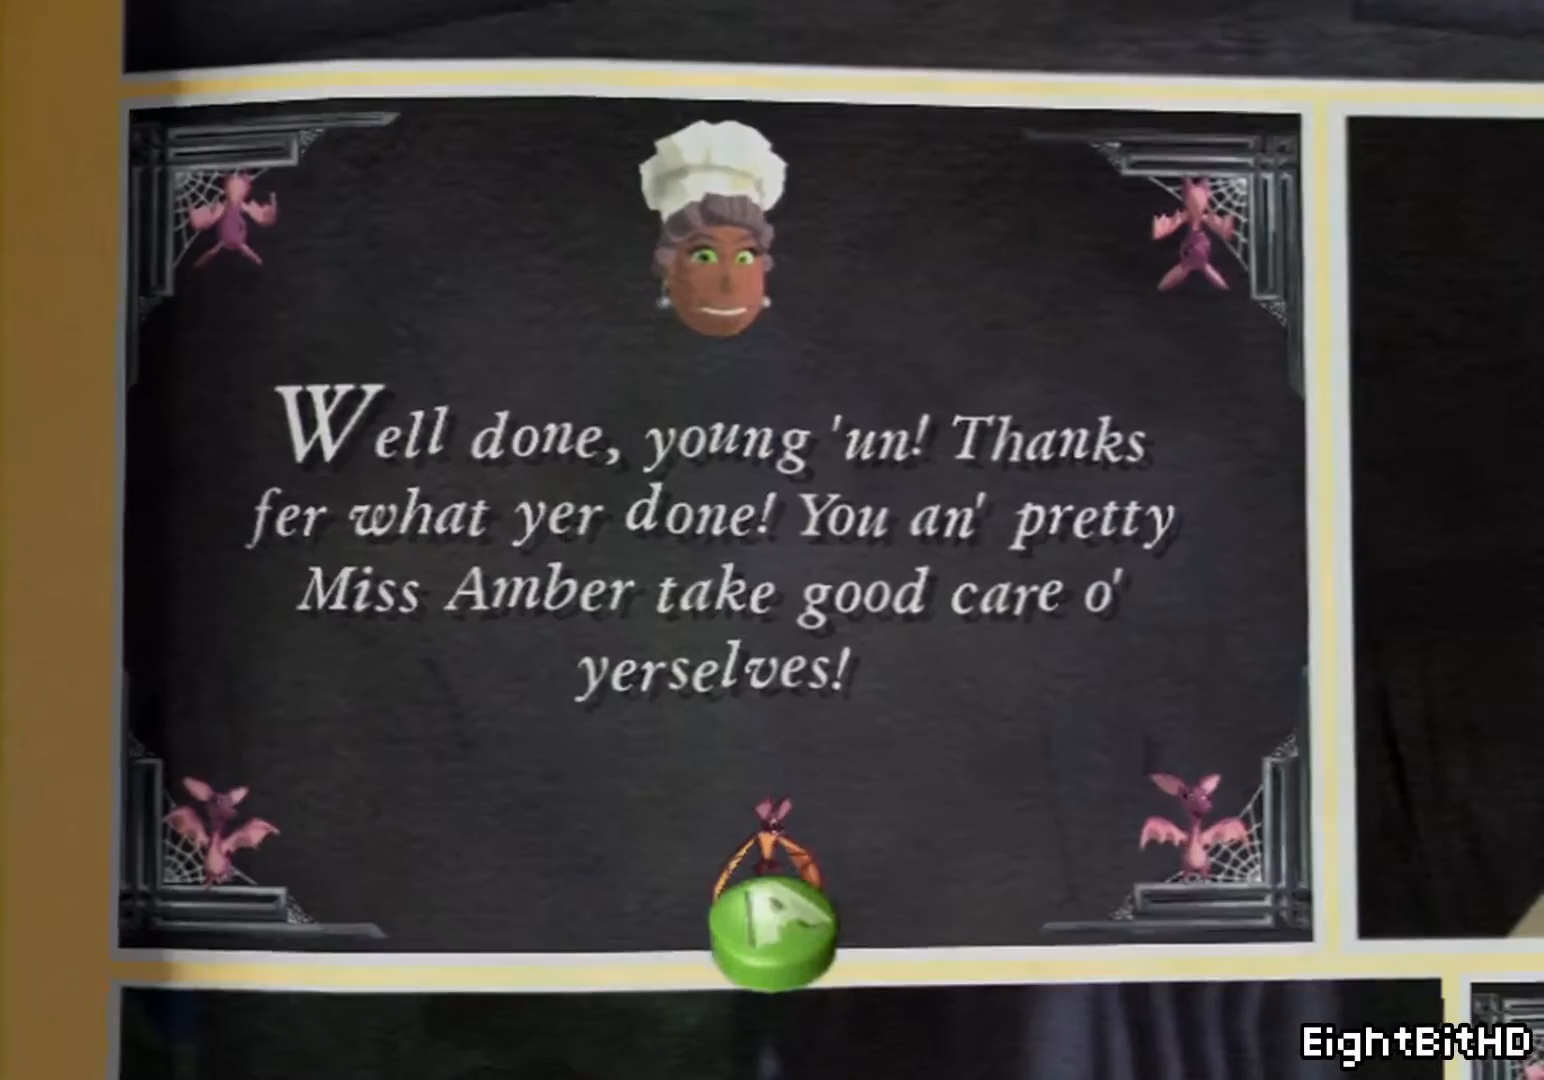 Well done, young 'un! Thanks
fer what yer done! You an' pretty
Miss Amber take good care o'
yerselves!
A
EightBitHD